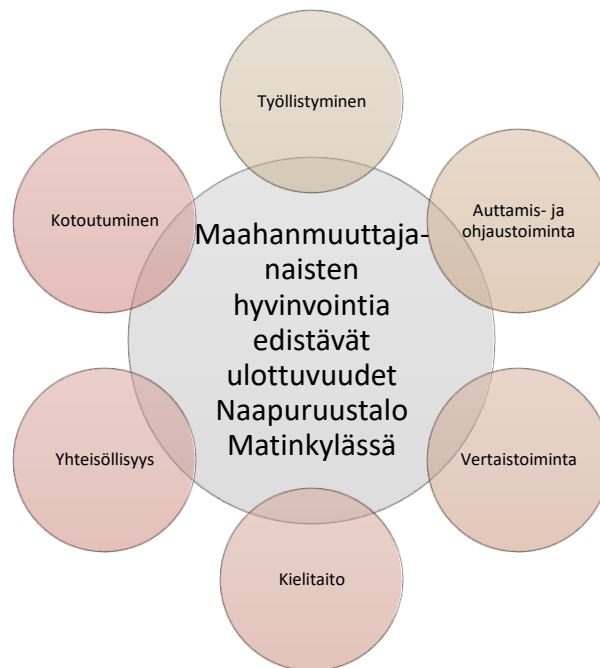 Työllistyminen
Auttamis- ja
ohjaustoiminta
Vertaistoiminta
Kielitaito
Yhteisöllisyys
Kotoutuminen
Maahanmuuttaja-
naisten
hyvinvointia
edistävät
ulottuvuudet
Naapuruustalo
Matinkylässä